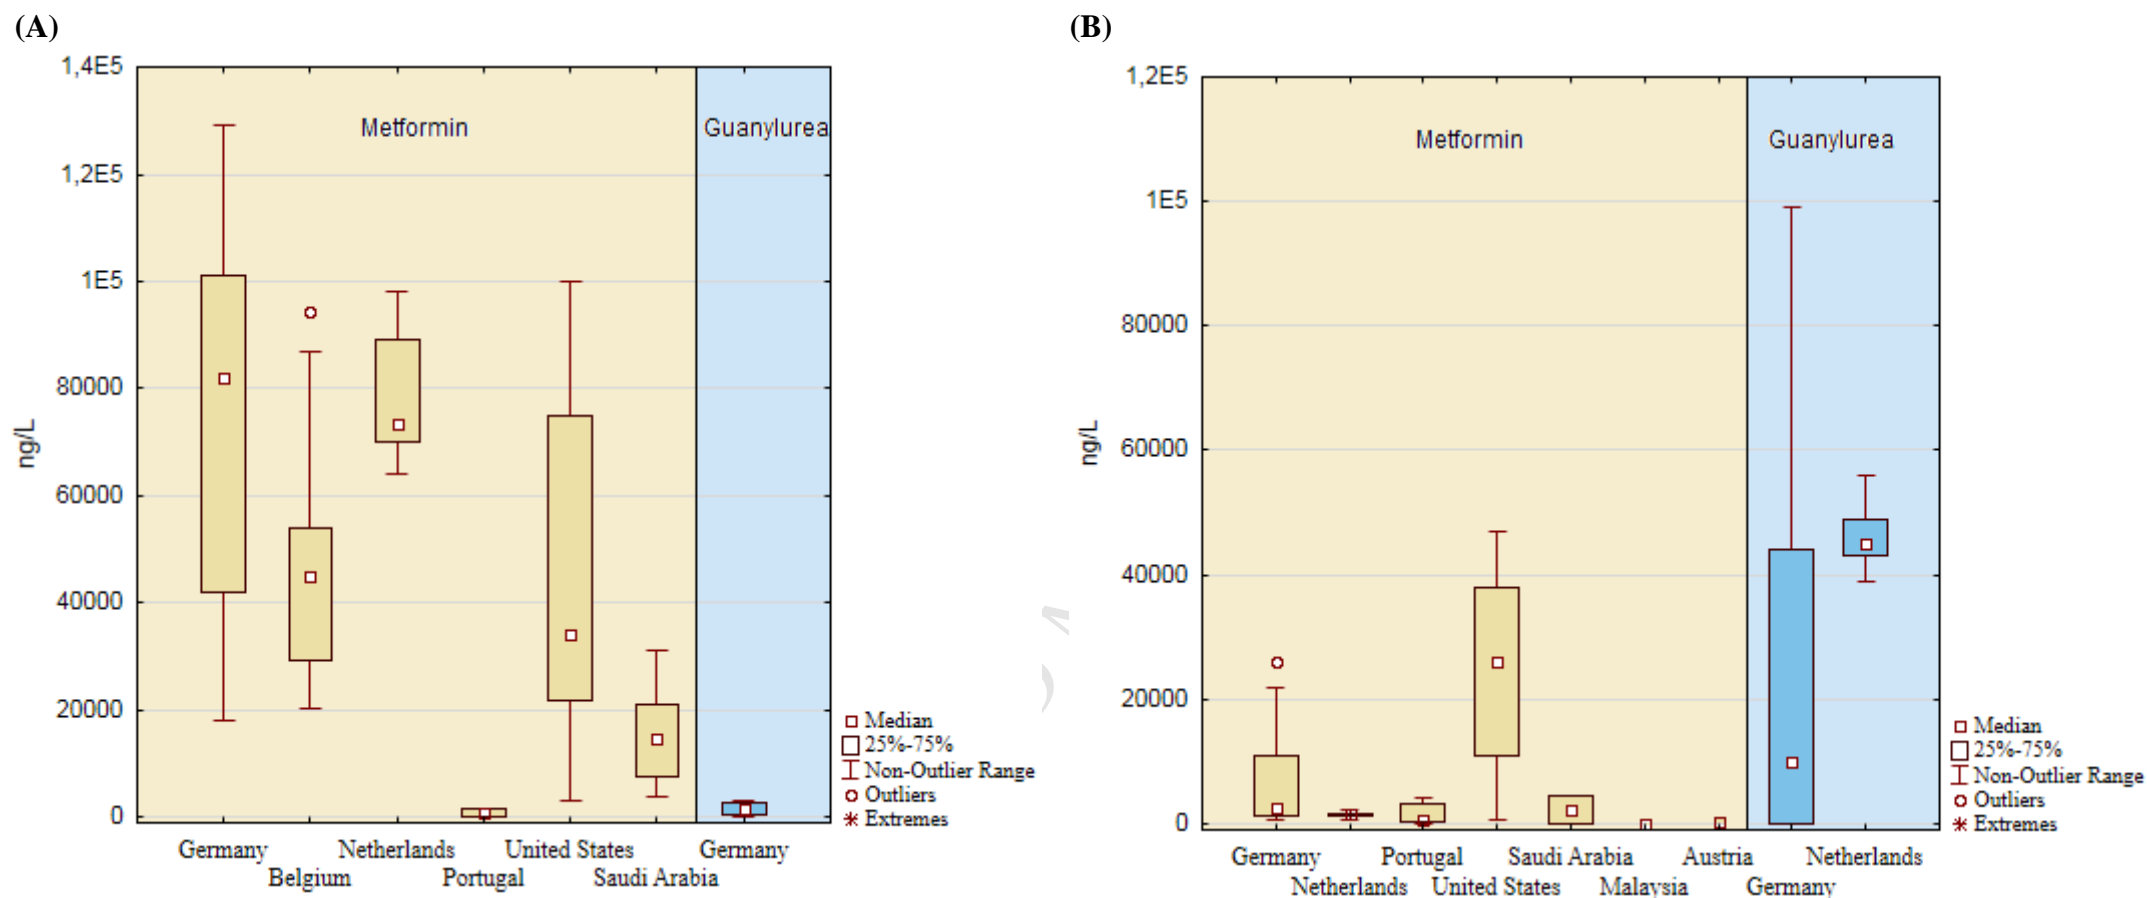 (A)
1,4E5
1,2E5
1E5
80000
60000
40000
20000
0
ng/L
Metformin
Guanylurea
Germany
Belgium
Netherlands
Portugal
United States
Saudi Arabia
Germany
Median
25%-75%
Non-Outlier Range
Outliers
Extremes
(B)
1,2E5
1E5
80000
60000
40000
20000
0
ng/L
Metformin
Guanylurea
Germany
Netherlands
Portugal
United States
Saudi Arabia
Malaysia
Austria
Germany
Netherlands
Median
25%-75%
Non-Outlier Range
Outliers
Extremes